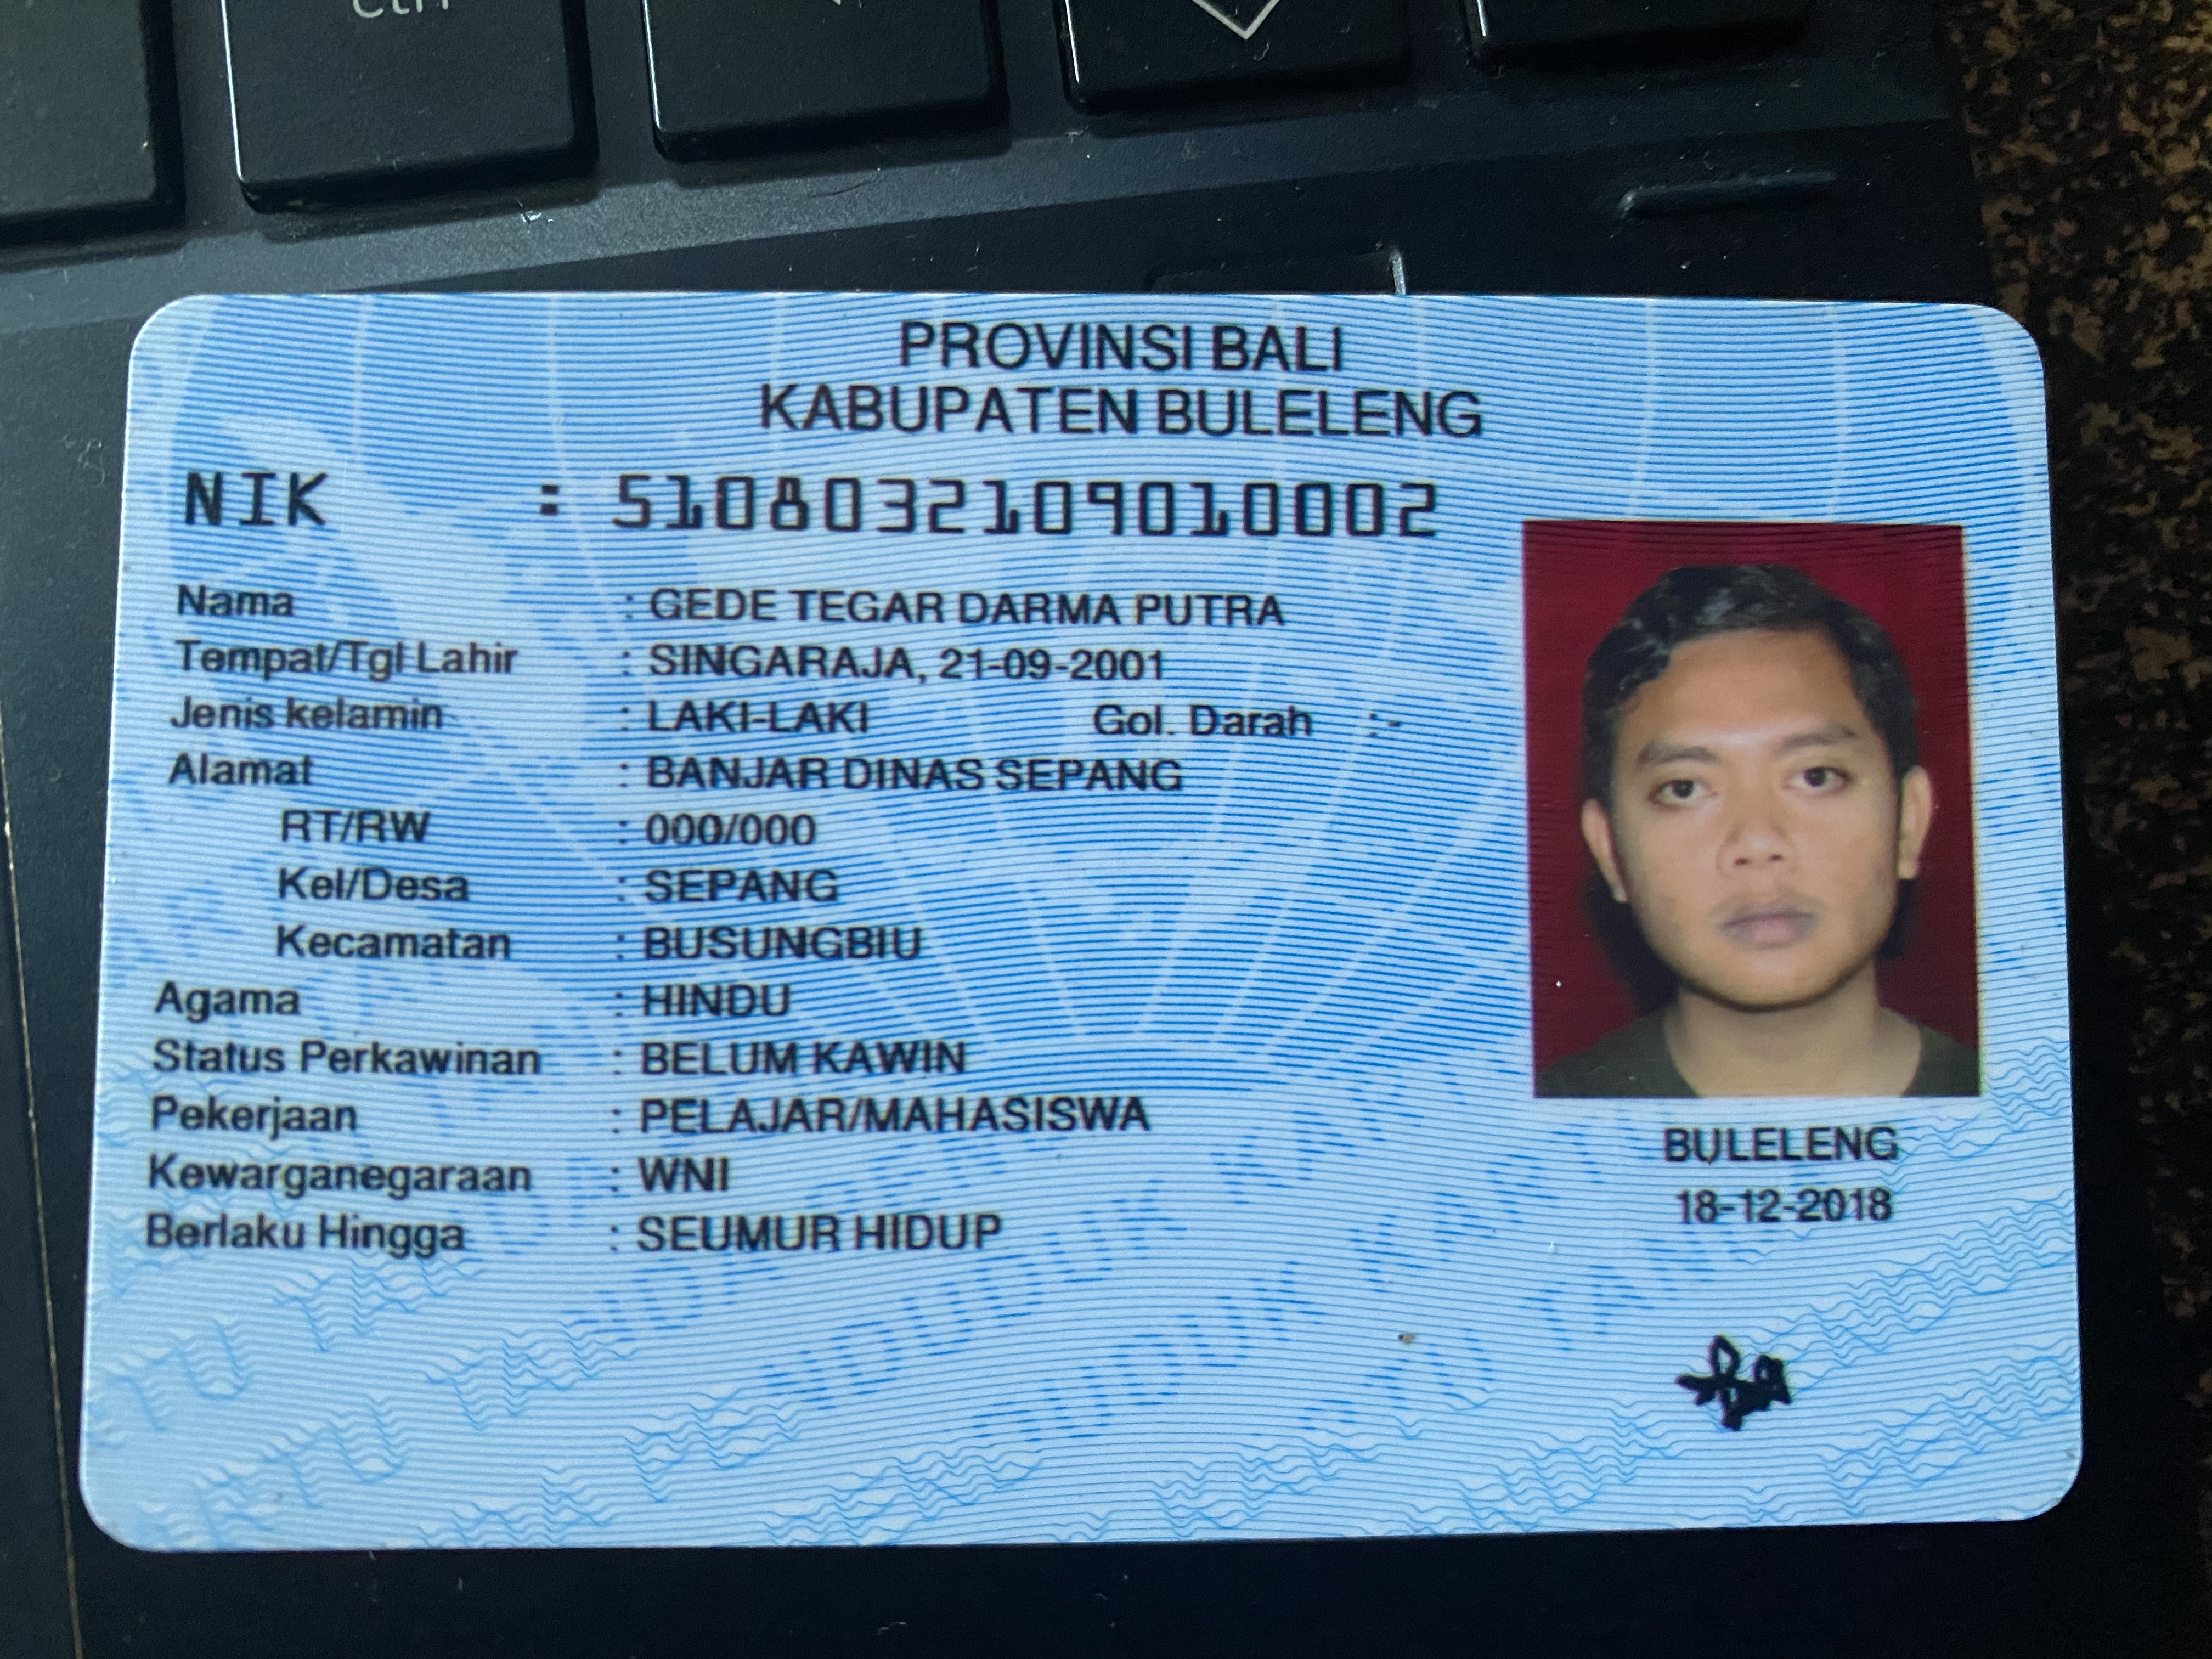 PROVINSI BALI
KABUPATEN BULELENG
NIK : 5108032109010002
Nama : GEDE TEGAR DARMA PUTRA
Tempat/Tgl Lahir : SINGARAJA, 21-09-2001
Jenis kelamin : LAKI-LAKI Gol. Darah :-
Alamat : BANJAR DINAS SEPANG
RT/RW : 000/000
Kel/Desa : SEPANG
Kecamatan : BUSUNGBIU
Agama : HINDU
Status Perkawinan : BELUM KAWIN
Pekerjaan : PELAJAR/MAHASISWA
Kewarganegaraan : WNI
Berlaku Hingga : SEUMUR HIDUP
BULELENG
18-12-2018